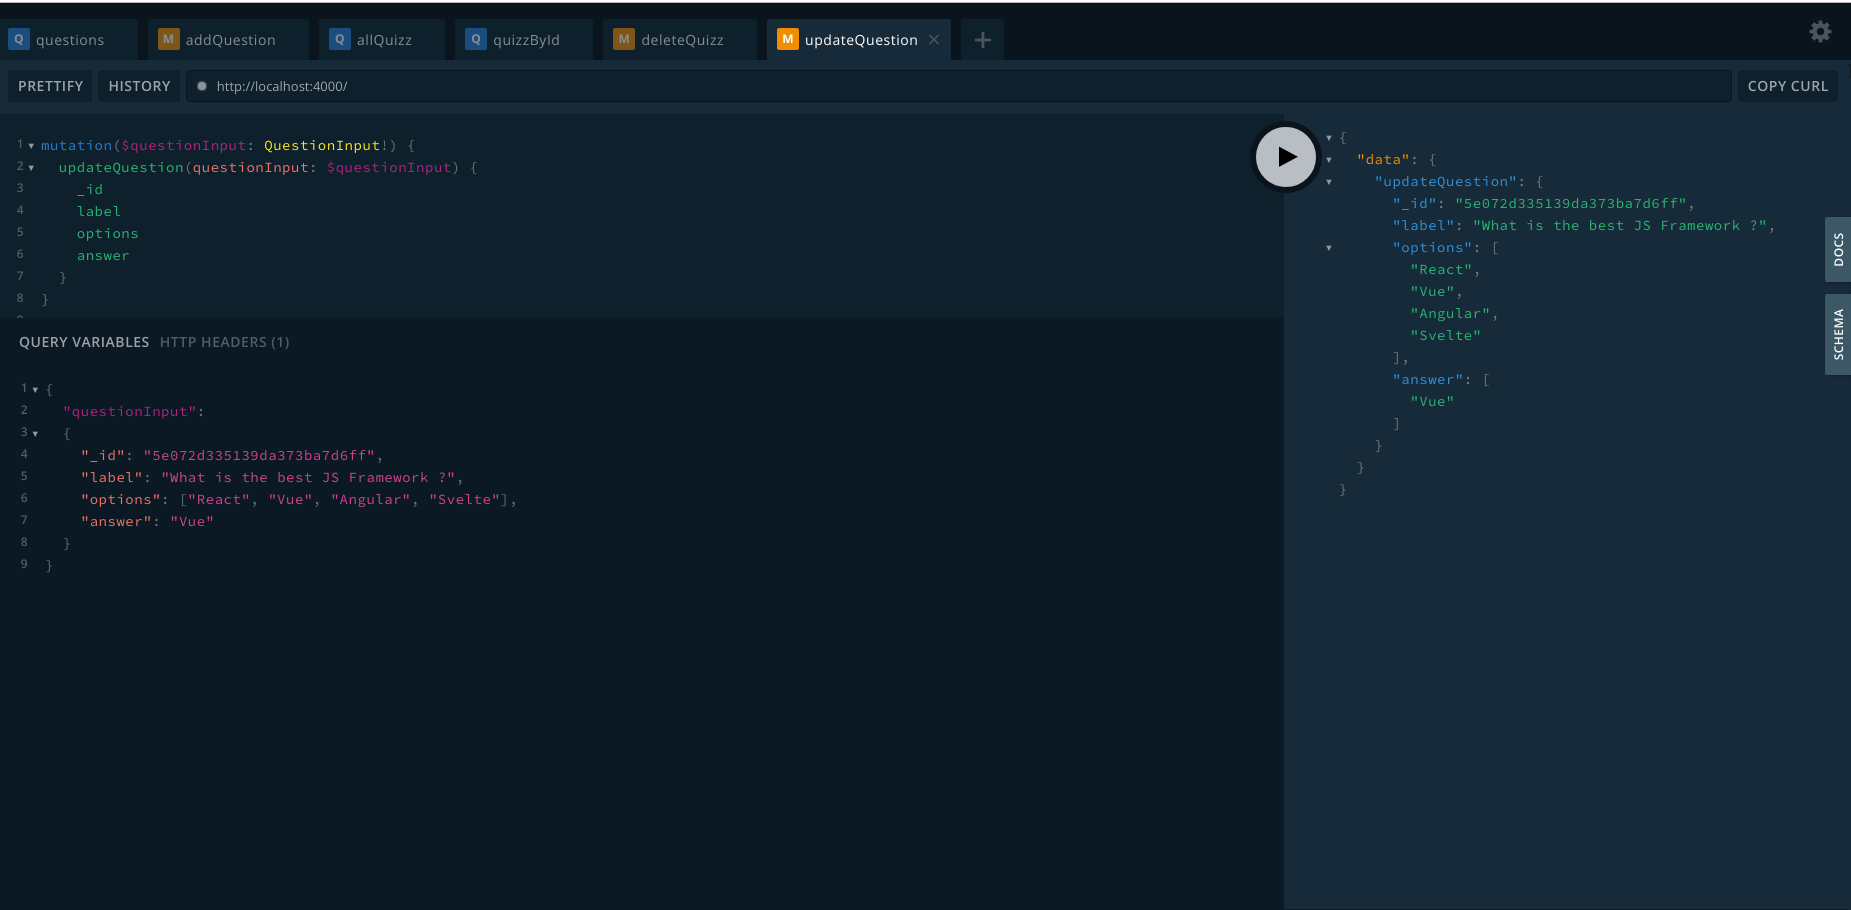 Q questions M addQuestion Q allQuizz Q quizzById M deleteQuizz M updateQuestion × +
PRETTIFY HISTORY http://localhost:4000/ COPY CURL
1 mutation($questionInput: QuestionInput!) {
2 updateQuestion(questionInput: $questionInput) {
3 _id
4 label
5 options
6 answer
7 }
8 }
QUERY VARIABLES HTTP HEADERS (1)
1 {
2 "questionInput":
3 {
4 "_id": "5e072d335139da373ba7d6ff",
5 "label": "What is the best JS Framework ?",
6 "options": ["React", "Vue", "Angular", "Svelte"],
7 "answer": "Vue"
8 }
9 }
{
"data": {
"updateQuestion": {
"_id": "5e072d335139da373ba7d6ff",
"label": "What is the best JS Framework ?",
"options": [
"React",
"Vue",
"Angular",
"Svelte"
],
"answer": [
"Vue"
]
}
}
}
DOCS
SCHEMA